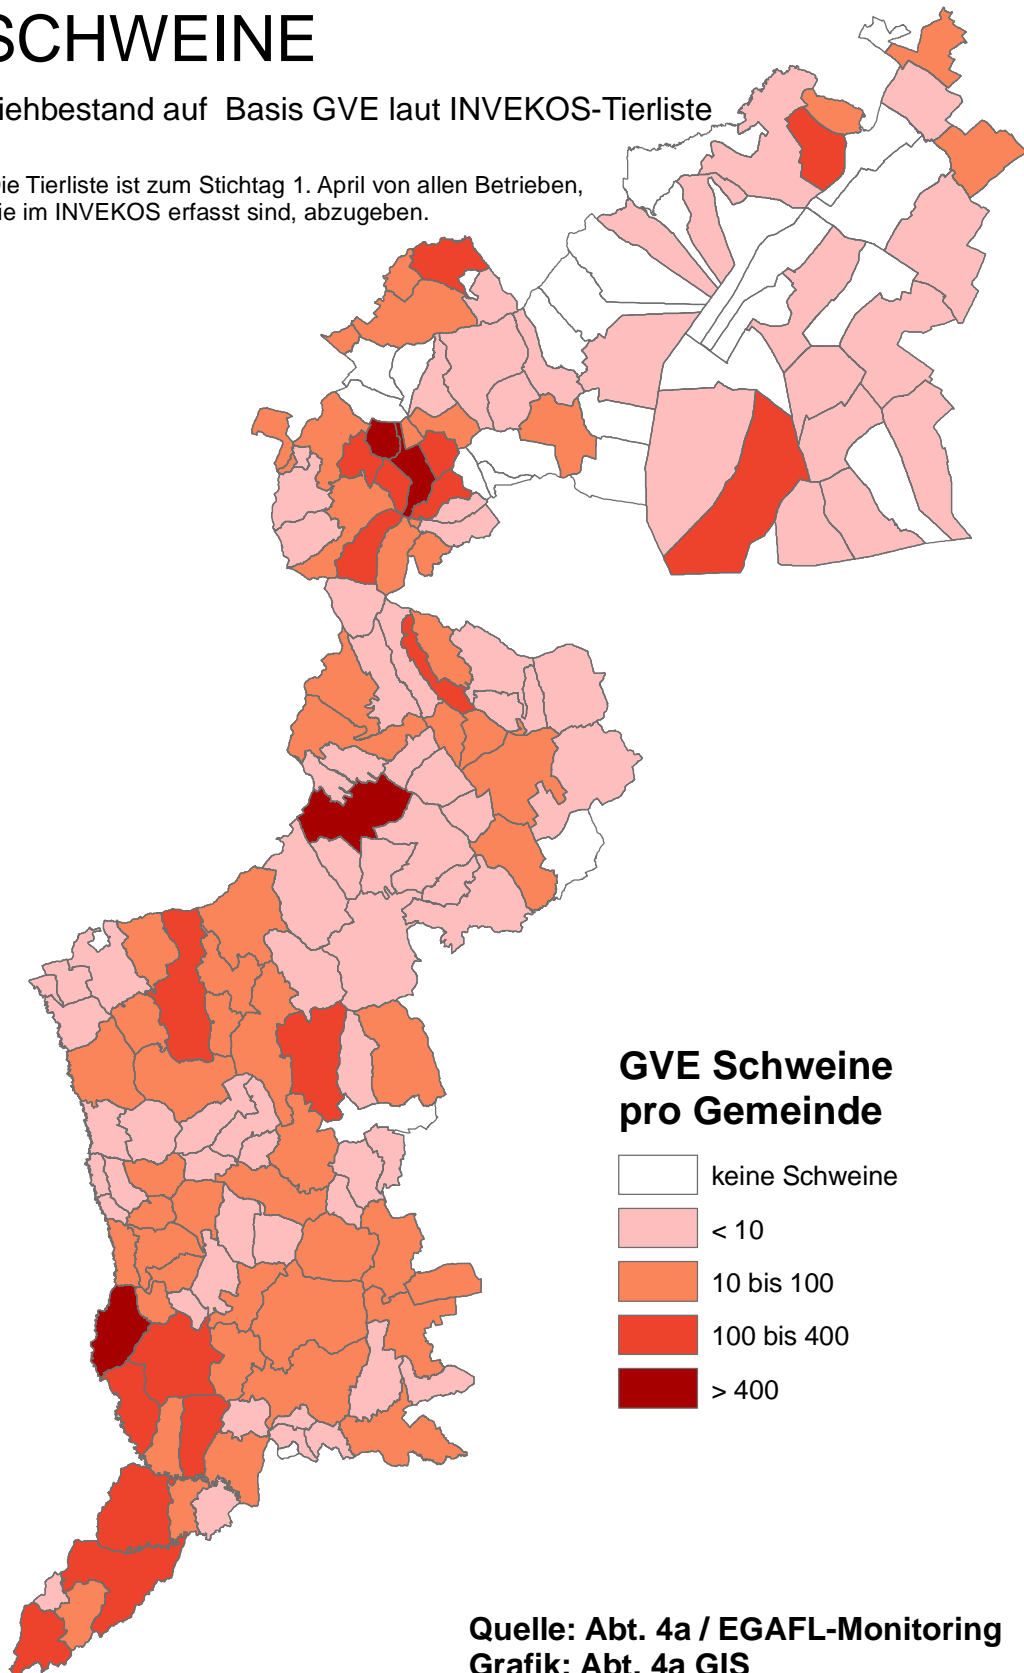 SCHWEINE
iehbestand auf Basis GVE laut INVEKOS-Tierliste
ie Tierliste ist zum Stichtag 1. April von allen Betrieben,
ie im INVEKOS erfasst sind, abzugeben.
GVE Schweine
pro Gemeinde
keine Schweine
< 10
10 bis 100
100 bis 400
> 400
Quelle: Abt. 4a / EGAFL-Monitoring
Grafik: Abt. 4a GIS